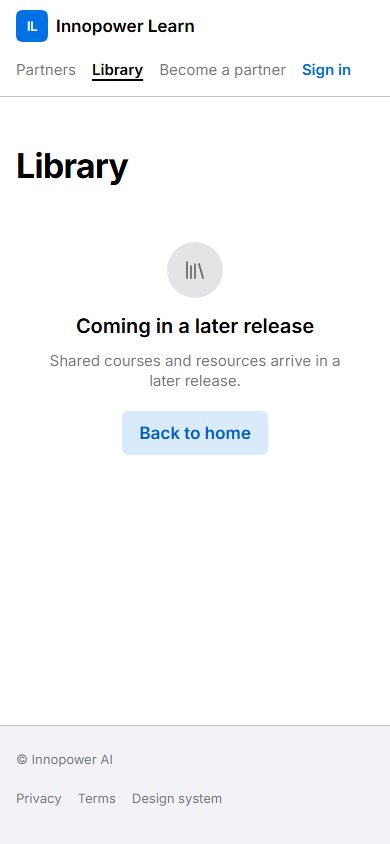 IL Innopower Learn
Partners Library Become a partner Sign in
Library
Coming in a later release
Shared courses and resources arrive in a
later release.
Back to home
© Innopower AI
Privacy Terms Design system